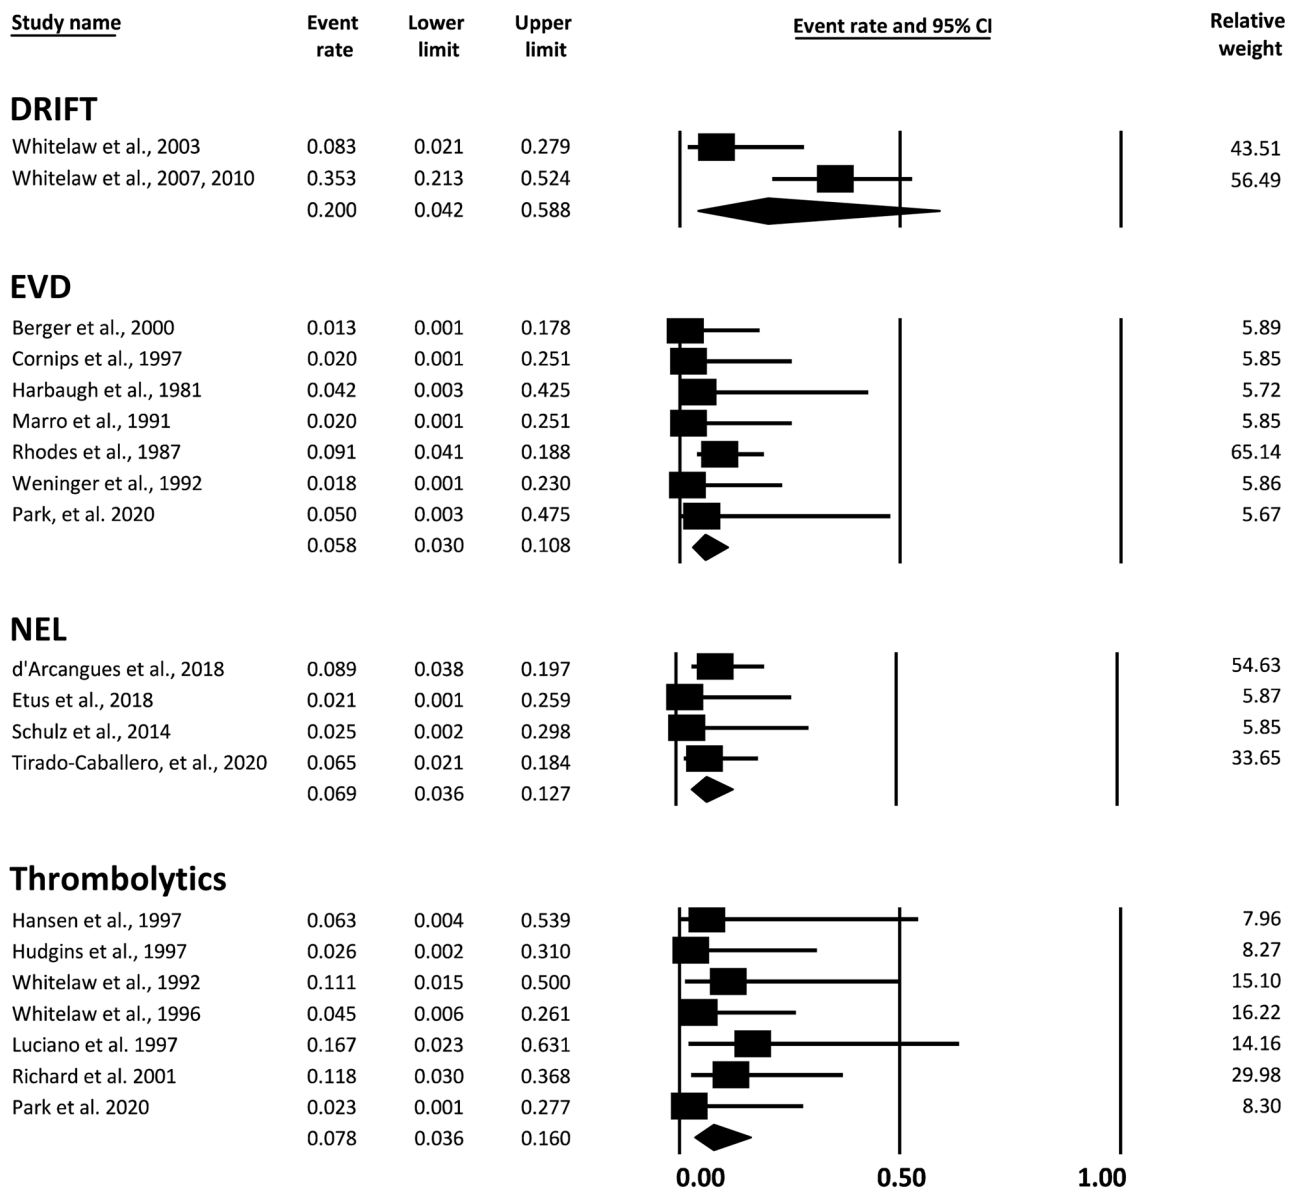 Study name Event rate Lower limit Upper limit Event rate and 95% CI Relative weight
DRIFT
Whitelaw et al., 2003 0.083 0.021 0.279 43.51
Whitelaw et al., 2007, 2010 0.353 0.213 0.524 56.49
0.200 0.042 0.588
EVD
Berger et al., 2000 0.013 0.001 0.178 5.89
Cornips et al., 1997 0.020 0.001 0.251 5.85
Harbaugh et al., 1981 0.042 0.003 0.425 5.72
Marro et al., 1991 0.020 0.001 0.251 5.85
Rhodes et al., 1987 0.091 0.041 0.188 65.14
Weninger et al., 1992 0.018 0.001 0.230 5.86
Park, et al. 2020 0.050 0.003 0.475 5.67
0.058 0.030 0.108
NEL
d'Arcangues et al., 2018 0.089 0.038 0.197 54.63
Etus et al., 2018 0.021 0.001 0.259 5.87
Schulz et al., 2014 0.025 0.002 0.298 5.85
Tirado-Caballero, et al., 2020 0.065 0.021 0.184 33.65
0.069 0.036 0.127
Thrombolytics
Hansen et al., 1997 0.063 0.004 0.539 7.96
Hudgins et al., 1997 0.026 0.002 0.310 8.27
Whitelaw et al., 1992 0.111 0.015 0.500 15.10
Whitelaw et al., 1996 0.045 0.006 0.261 16.22
Luciano et al. 1997 0.167 0.023 0.631 14.16
Richard et al. 2001 0.118 0.030 0.368 29.98
Park et al. 2020 0.023 0.001 0.277 8.30
0.078 0.036 0.160
0.00 0.50 1.00